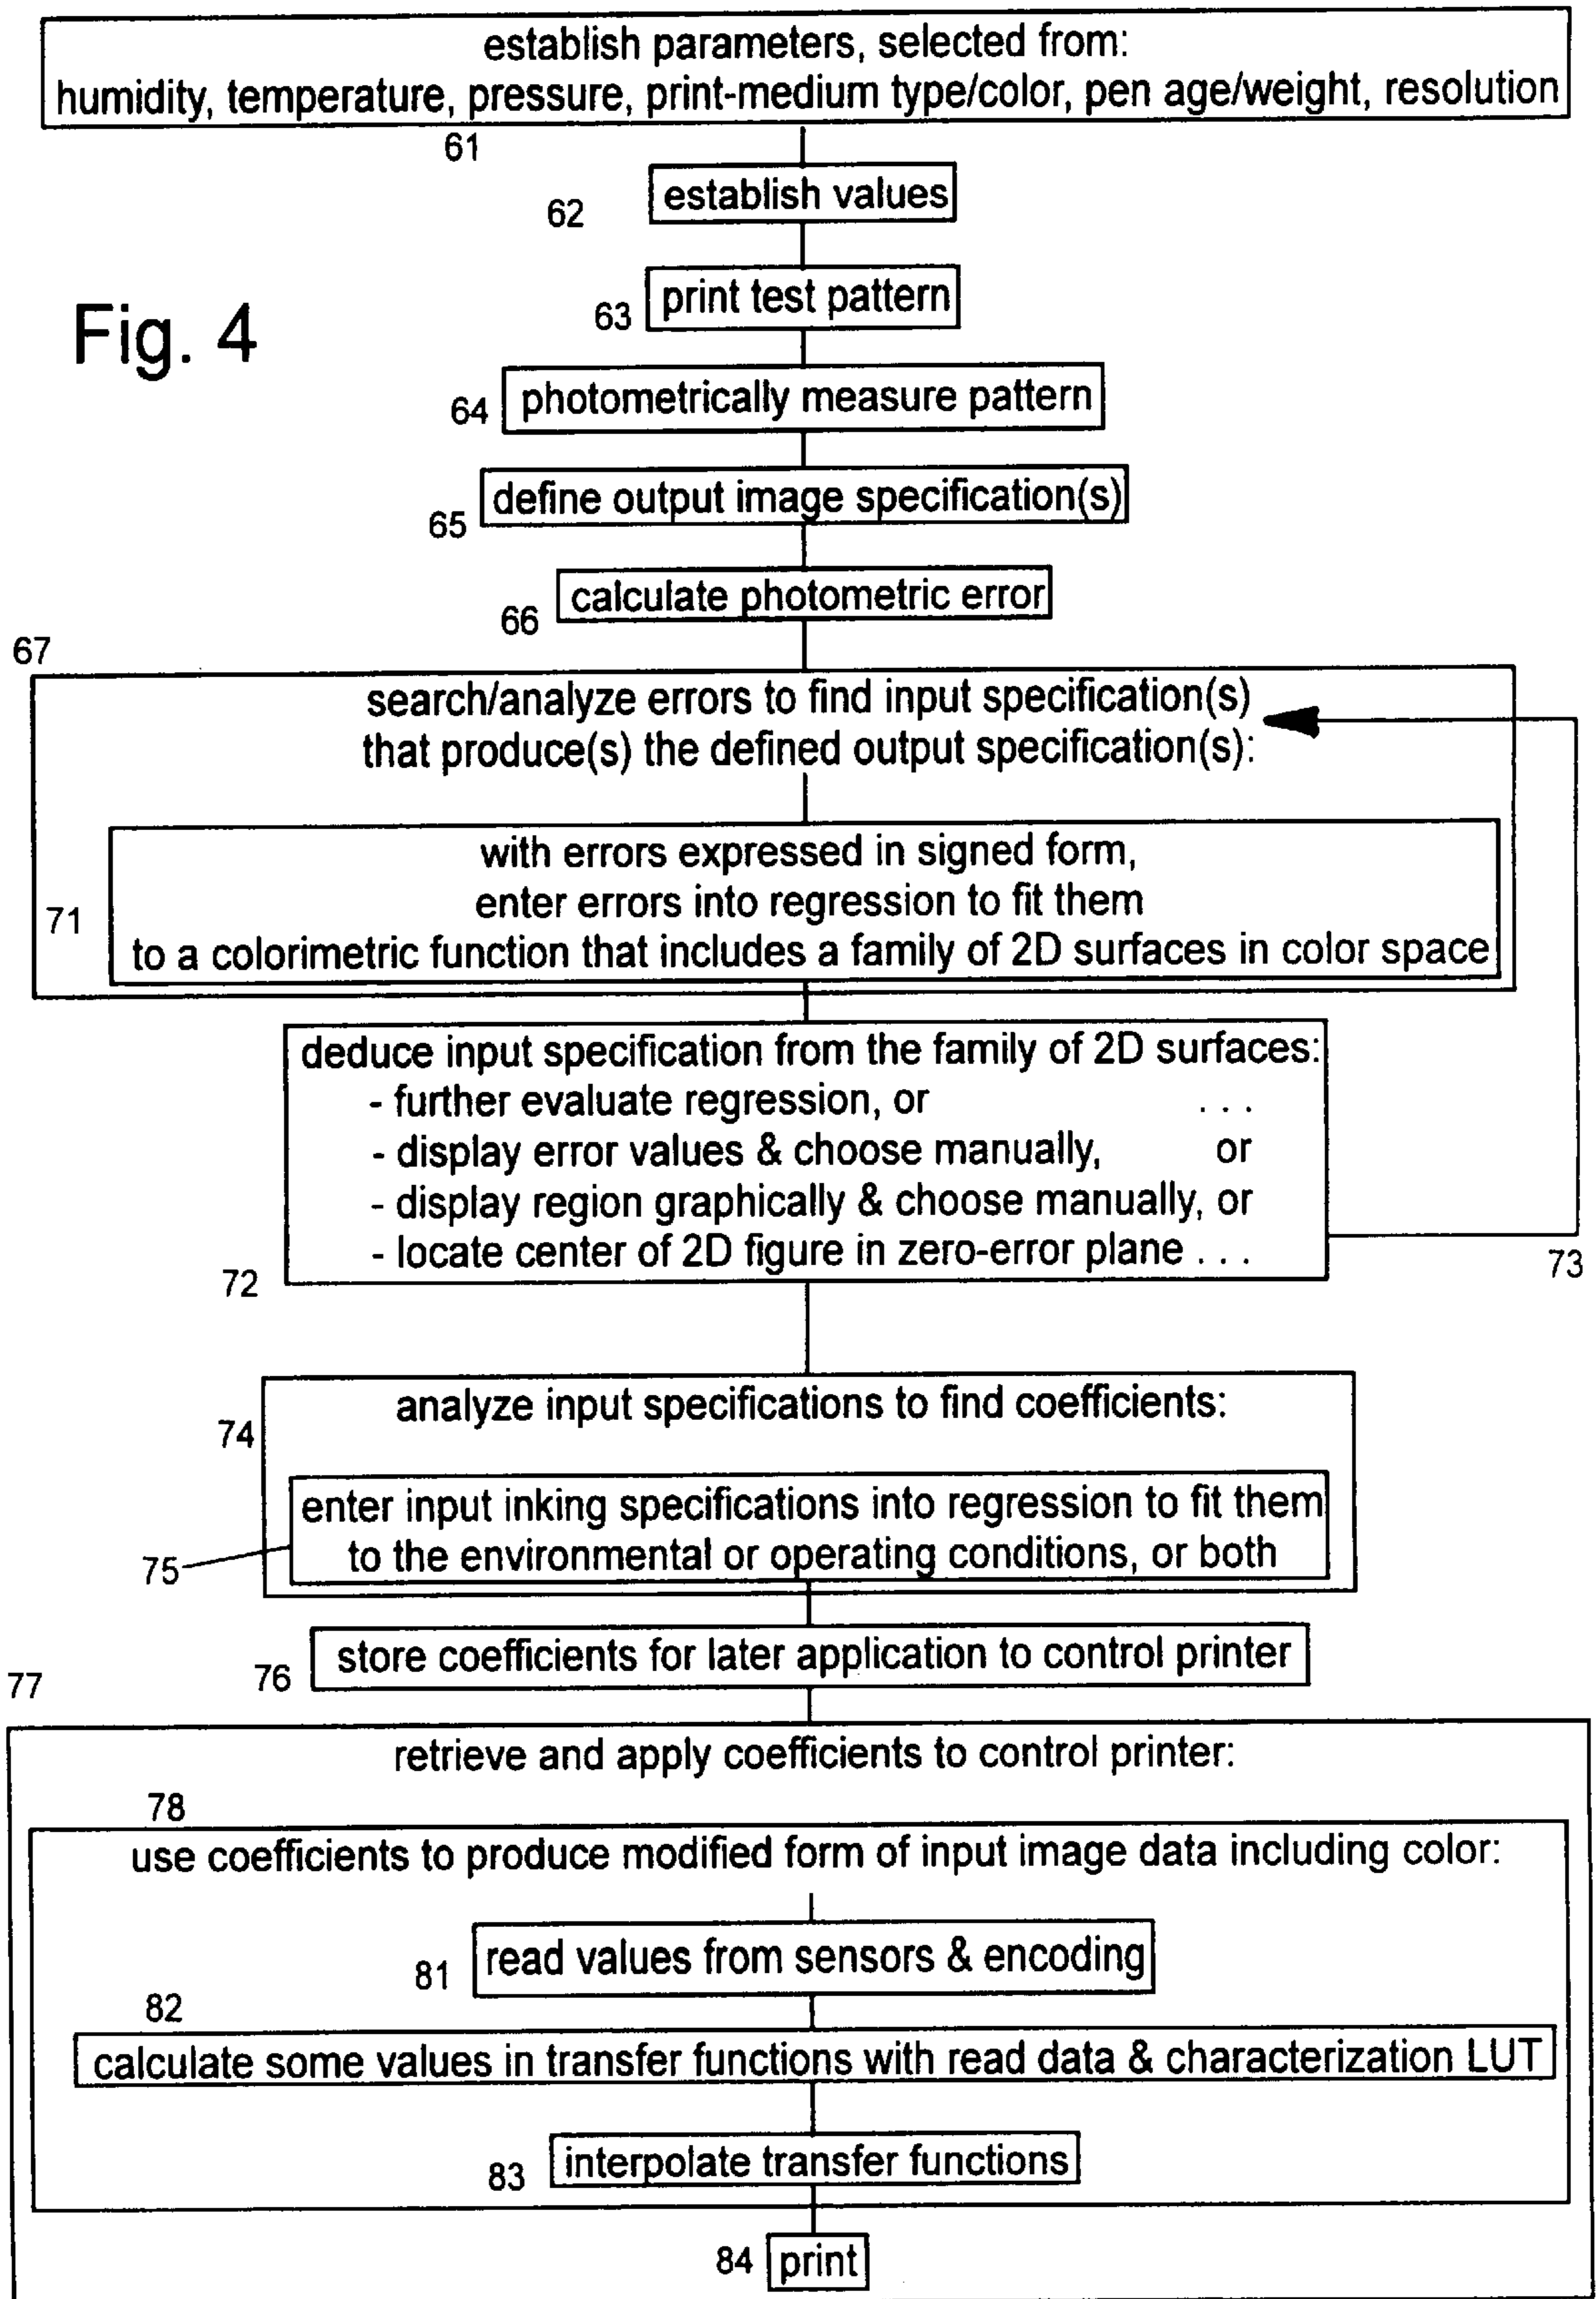 establish parameters, selected from:
humidity, temperature, pressure, print-medium type/color, pen age/weight, resolution
61
establish values
62
print test pattern
63
Fig. 4
photometrically measure pattern
64
define output image specification(s)
65
calculate photometric error
66
67
search/analyze errors to find input specification(s)
that produce(s) the defined output specification(s):
with errors expressed in signed form,
enter errors into regression to fit them
71
to a colorimetric function that includes a family of 2D surfaces in color space
deduce input specification from the family of 2D surfaces:
- further evaluate regression, or . . .
- display error values & choose manually, or
- display region graphically & choose manually, or
- locate center of 2D figure in zero-error plane . . .
72
73
analyze input specifications to find coefficients:
74
enter input inking specifications into regression to fit them
to the environmental or operating conditions, or both
75
store coefficients for later application to control printer
76
77
retrieve and apply coefficients to control printer:
78
use coefficients to produce modified form of input image data including color:
read values from sensors & encoding
81
82
calculate some values in transfer functions with read data & characterization LUT
interpolate transfer functions
83
84 print